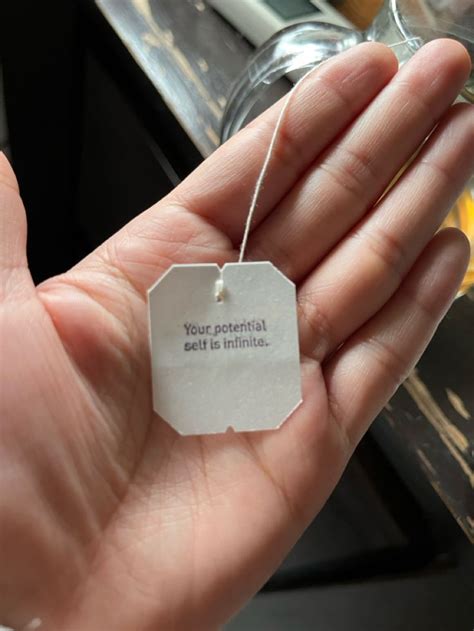 Your potential
self is infinite.